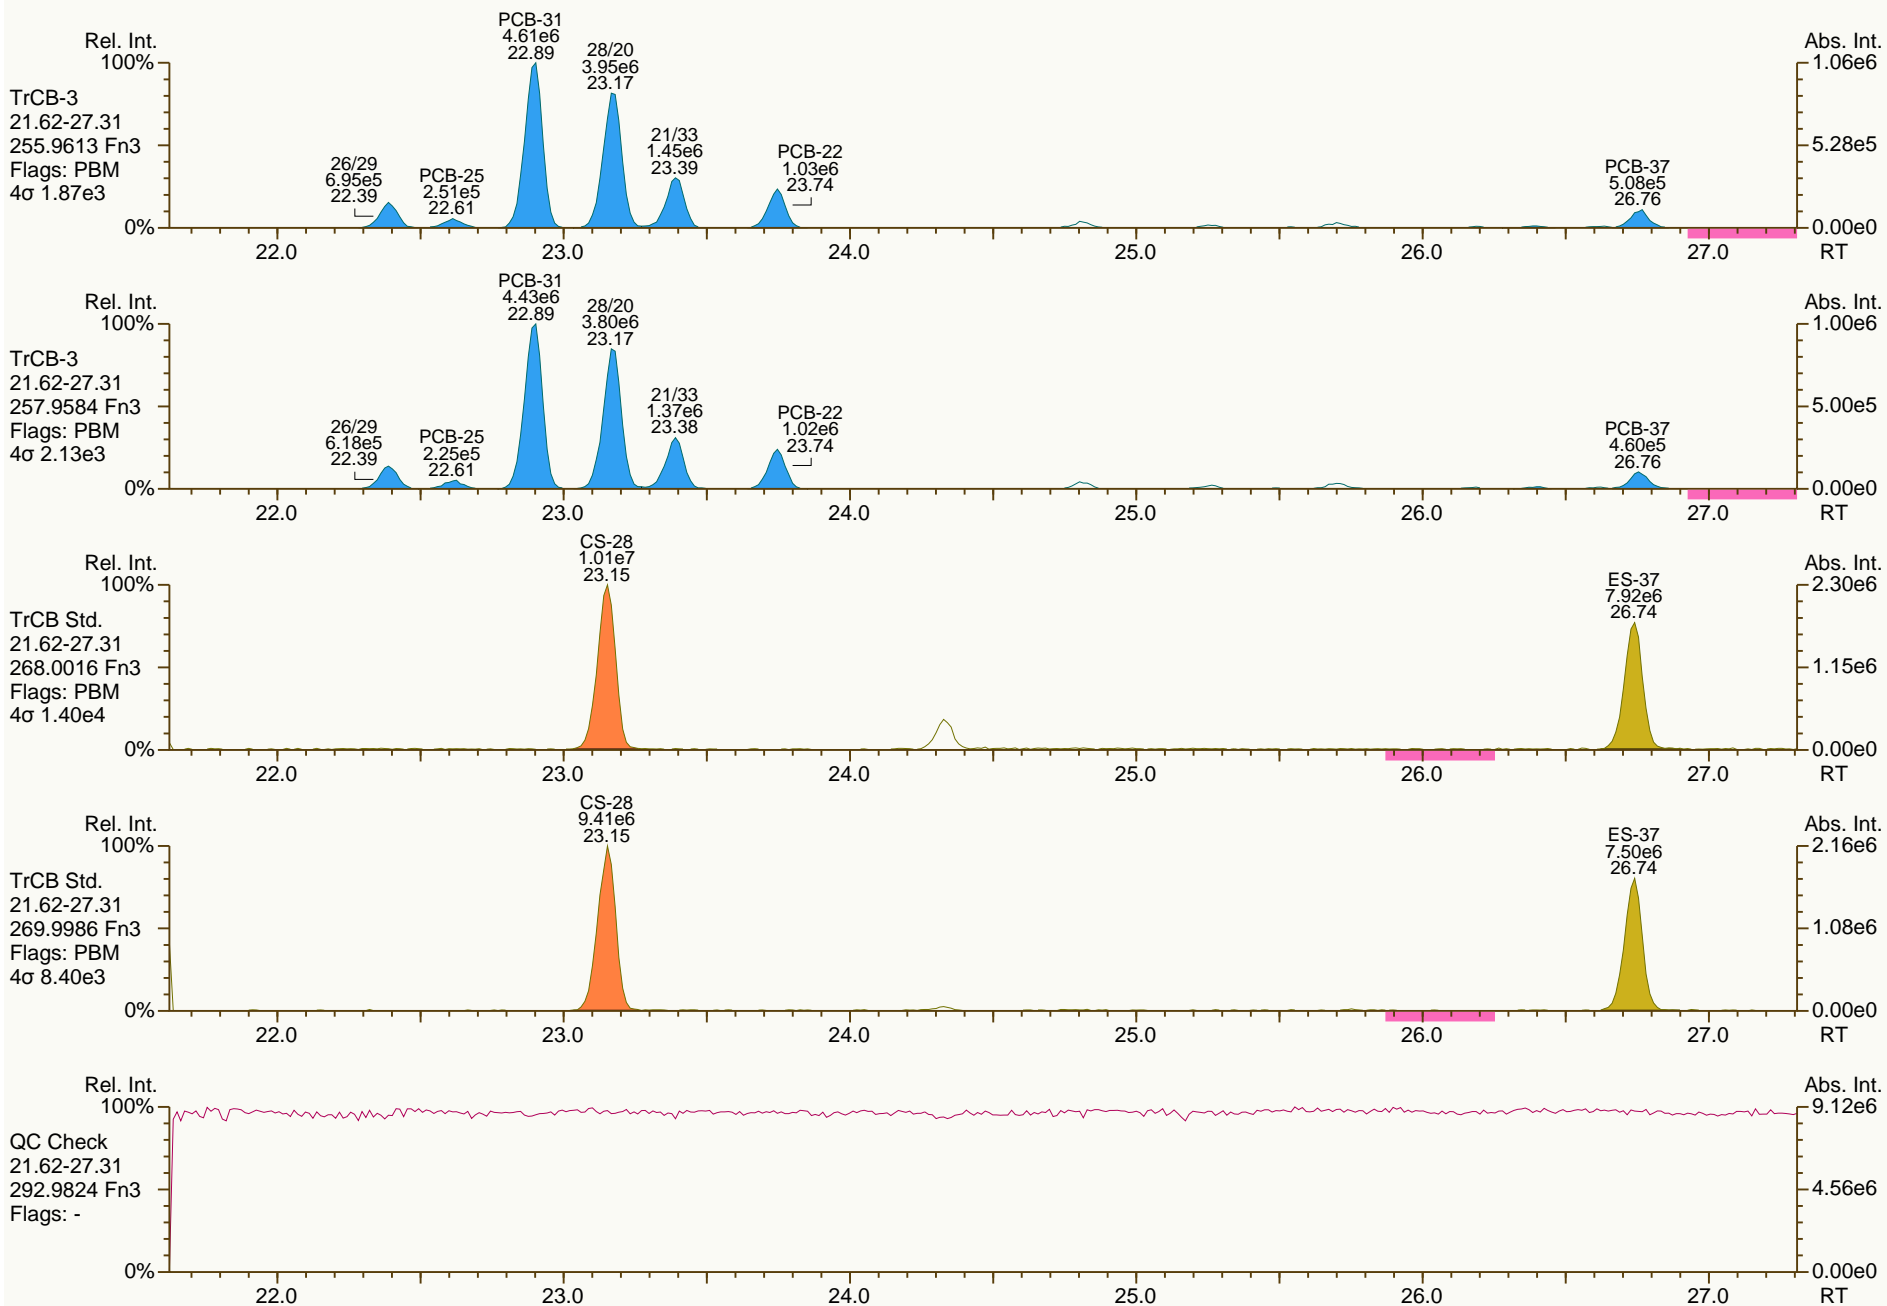 PCB-31
4.61e6
22.89
Rel. Int.
100%
28/20
3.95e6
23.17
Abs. Int.
1.06e6
TrCB-3
21.62-27.31
255.9613 Fn3
Flags: PBM
4σ 1.87e3
26/29
6.95e5
22.39
PCB-25
2.51e5
22.61
21/33
1.45e6
23.39
PCB-22
1.03e6
23.74
PCB-37
5.08e5
26.76
5.28e5
0%
0.00e0
22.0 23.0 24.0 25.0 26.0 27.0 RT
PCB-31
4.43e6
22.89
Rel. Int.
100%
28/20
3.80e6
23.17
Abs. Int.
1.00e6
TrCB-3
21.62-27.31
257.9584 Fn3
Flags: PBM
4σ 2.13e3
26/29
6.18e5
22.39
PCB-25
2.25e5
22.61
21/33
1.37e6
23.38
PCB-22
1.02e6
23.74
PCB-37
4.60e5
26.76
5.00e5
0%
0.00e0
22.0 23.0 24.0 25.0 26.0 27.0 RT
CS-28
1.01e7
23.15
Rel. Int.
100%
Abs. Int.
2.30e6
TrCB Std.
21.62-27.31
268.0016 Fn3
Flags: PBM
4σ 1.40e4
ES-37
7.92e6
26.74
1.15e6
0%
0.00e0
22.0 23.0 24.0 25.0 26.0 27.0 RT
CS-28
9.41e6
23.15
Rel. Int.
100%
Abs. Int.
2.16e6
TrCB Std.
21.62-27.31
269.9986 Fn3
Flags: PBM
4σ 8.40e3
ES-37
7.50e6
26.74
1.08e6
0%
0.00e0
22.0 23.0 24.0 25.0 26.0 27.0 RT
Rel. Int.
100%
Abs. Int.
9.12e6
QC Check
21.62-27.31
292.9824 Fn3
Flags: -
4.56e6
0%
0.00e0
22.0 23.0 24.0 25.0 26.0 27.0 RT